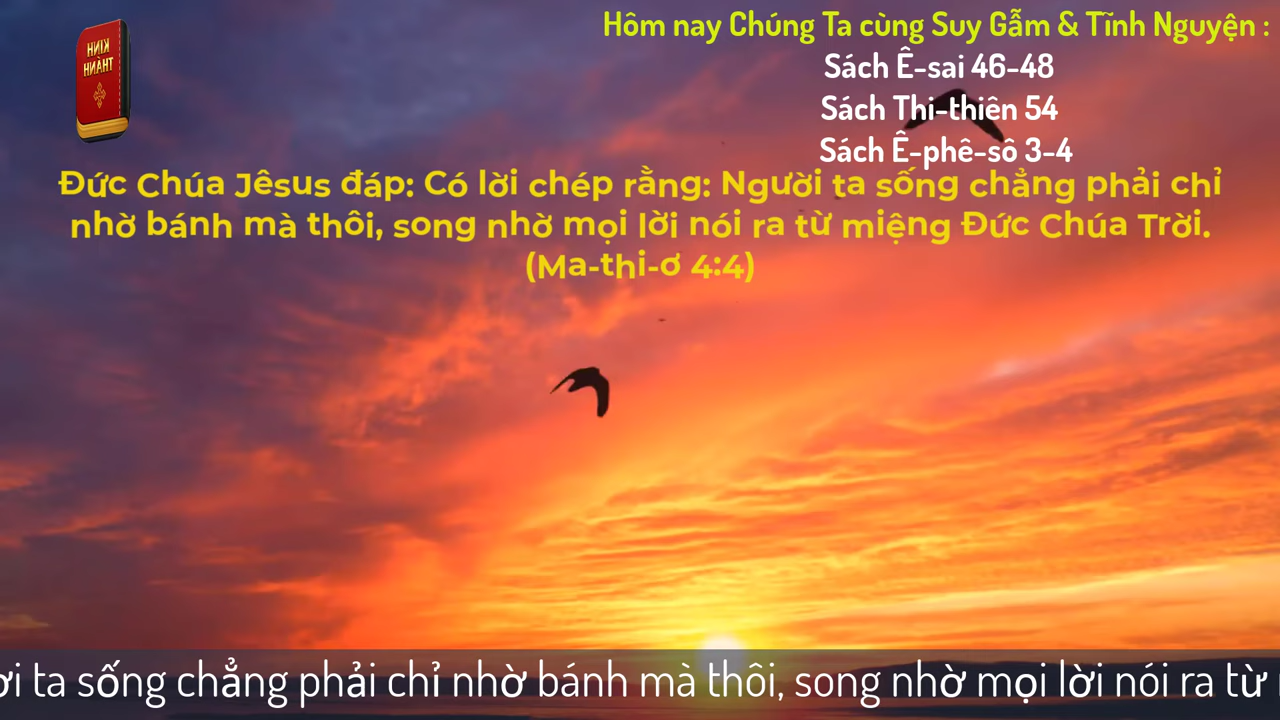 Hôm nay Chúng Ta cùng Suy Gẫm & Tĩnh Nguyện :
Sách Ê-sai 46-48
Sách Thi-thiên 54
Sách Ê-phê-sô 3-4
KINH
THÁNH
Đức Chúa Jêsus đáp: Có lời chép rằng: Người ta sống chẳng phải chỉ
nhờ bánh mà thôi, song nhờ mọi lời nói ra từ miệng Đức Chúa Trời.
(Ma-thi-ơ 4:4)
ta sống chẳng phải chỉ nhờ bánh mà thôi, song nhờ mọi lời nói ra từ